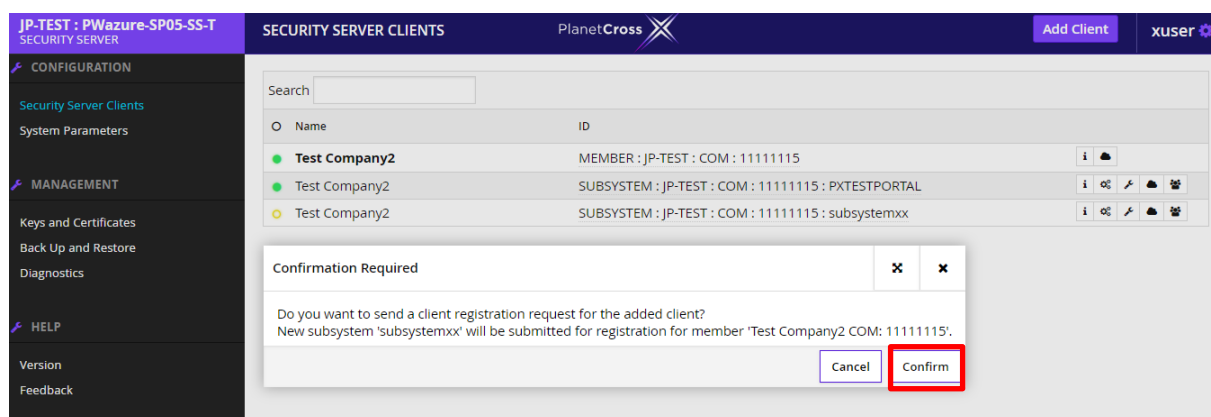 JP-TEST : PWazure-SP05-SS-T
SECURITY SERVER
SECURITY SERVER CLIENTS
PlanetCross
Add Client
xuser
CONFIGURATION
Security Server Clients
System Parameters
MANAGEMENT
Keys and Certificates
Back Up and Restore
Diagnostics
HELP
Version
Feedback
Search
Name ID
Test Company2 MEMBER : JP-TEST : COM : 11111115
Test Company2 SUBSYSTEM : JP-TEST : COM : 11111115 : PXTESTPORTAL
Test Company2 SUBSYSTEM : JP-TEST : COM : 11111115 : subsystemxx
Confirmation Required
Do you want to send a client registration request for the added client?
New subsystem 'subsystemxx' will be submitted for registration for member 'Test Company2 COM: 11111115'.
Cancel Confirm